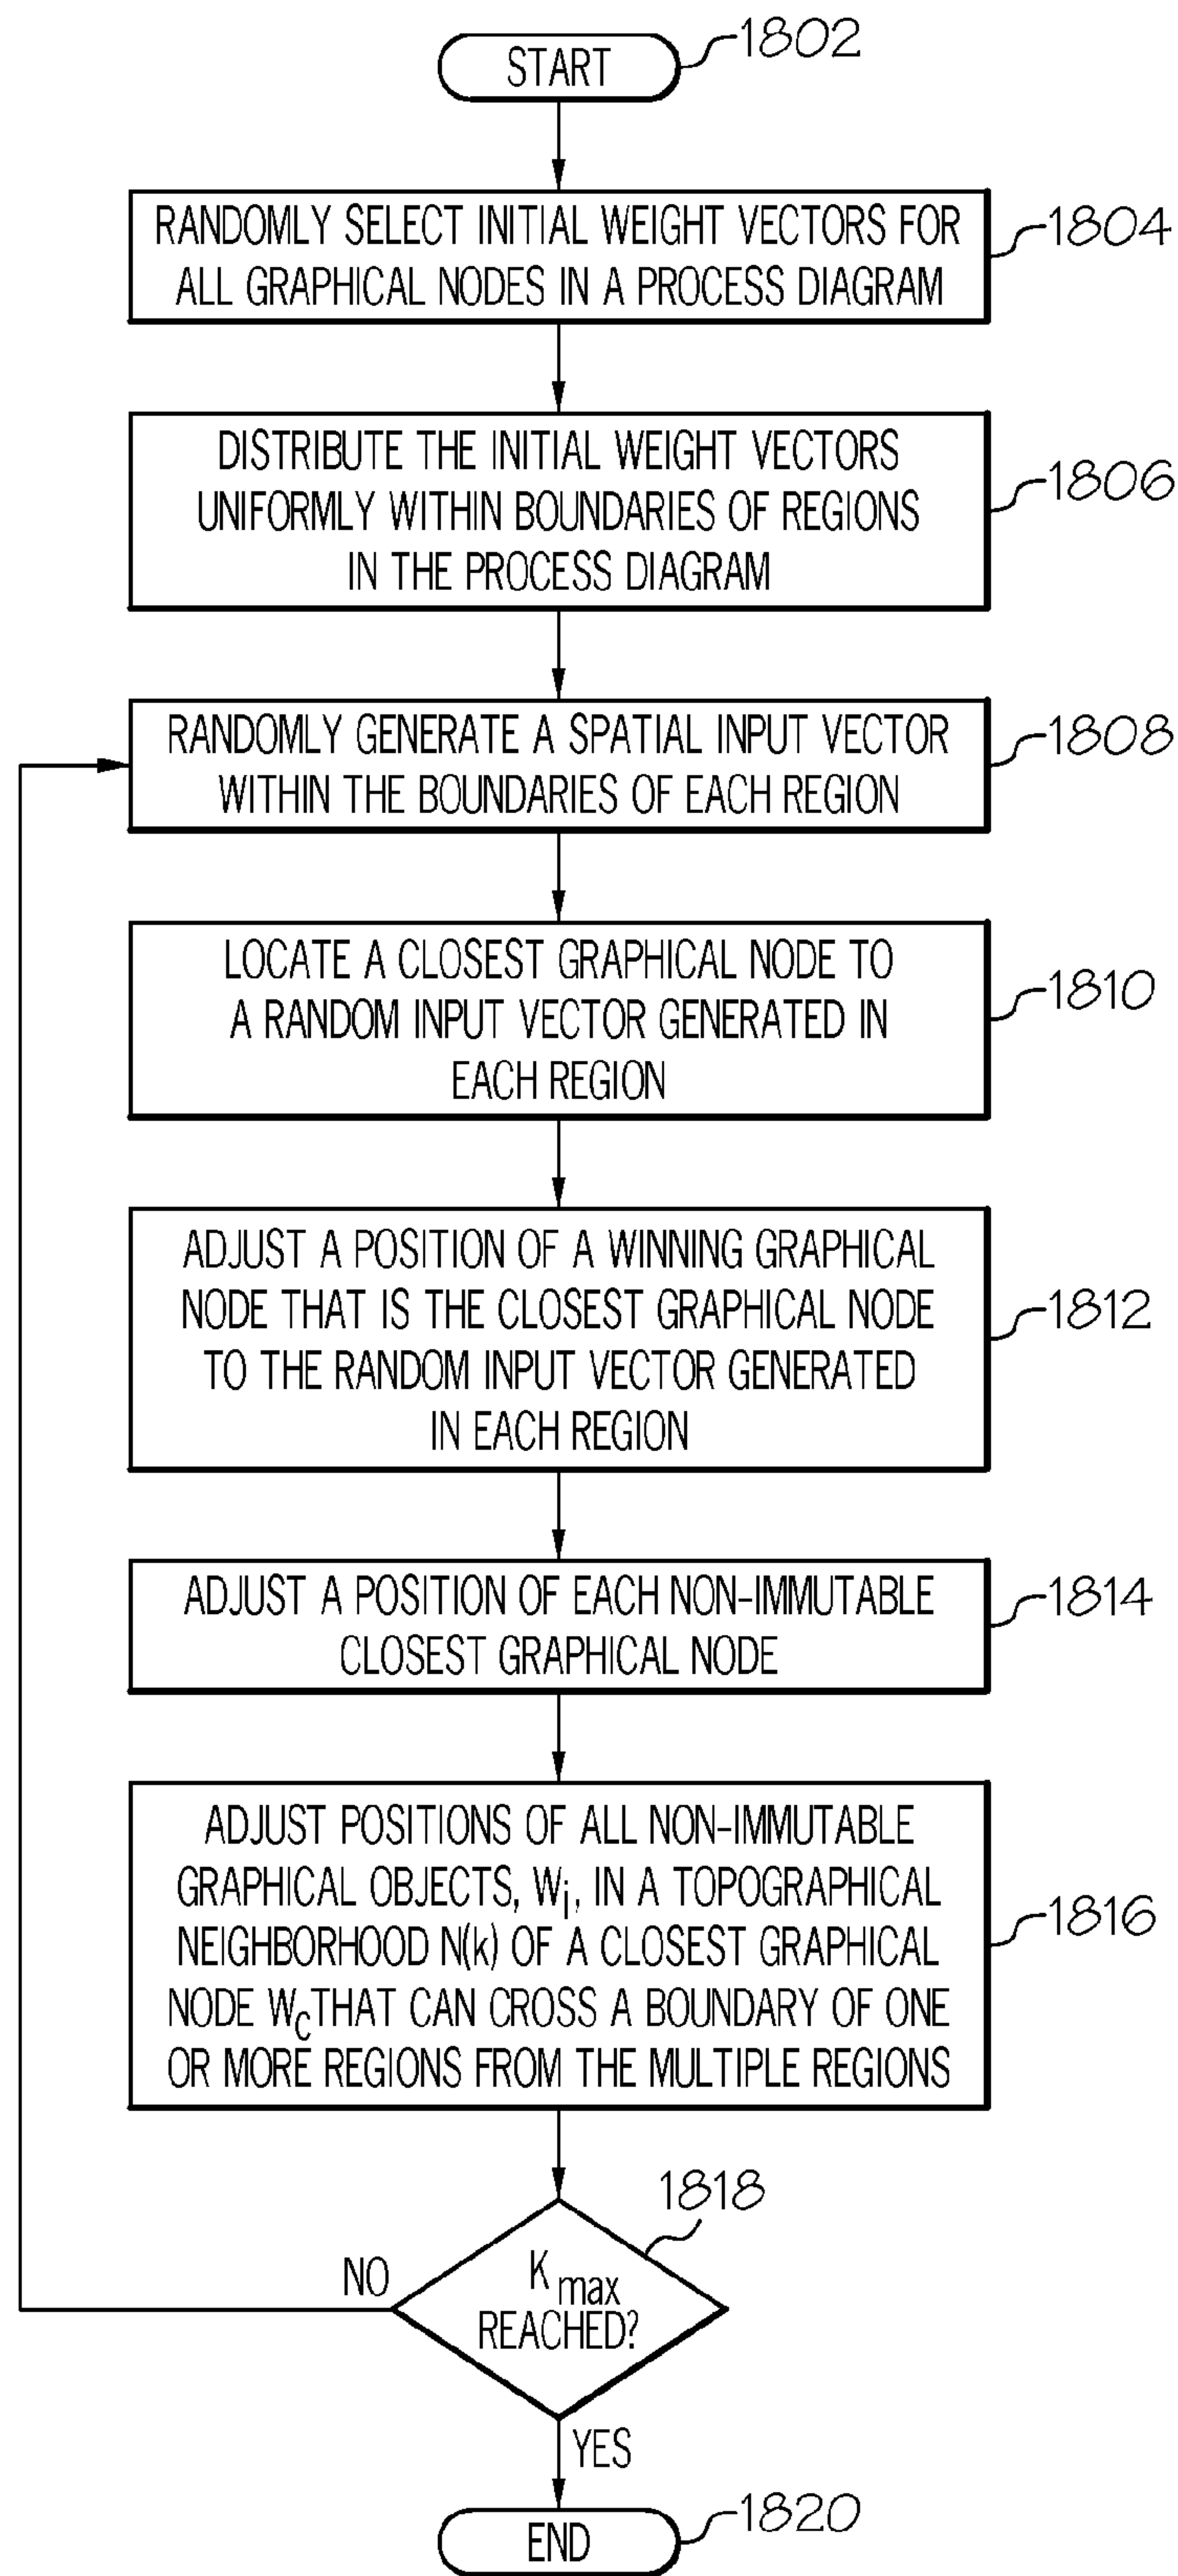 START
1802
RANDOMLY SELECT INITIAL WEIGHT VECTORS FOR
ALL GRAPHICAL NODES IN A PROCESS DIAGRAM
1804
DISTRIBUTE THE INITIAL WEIGHT VECTORS
UNIFORMLY WITHIN BOUNDARIES OF REGIONS
IN THE PROCESS DIAGRAM
1806
RANDOMLY GENERATE A SPATIAL INPUT VECTOR
WITHIN THE BOUNDARIES OF EACH REGION
1808
LOCATE A CLOSEST GRAPHICAL NODE TO
A RANDOM INPUT VECTOR GENERATED IN
EACH REGION
1810
ADJUST A POSITION OF A WINNING GRAPHICAL
NODE THAT IS THE CLOSEST GRAPHICAL NODE
TO THE RANDOM INPUT VECTOR GENERATED
IN EACH REGION
1812
ADJUST A POSITION OF EACH NON-IMMUTABLE
CLOSEST GRAPHICAL NODE
1814
ADJUST POSITIONS OF ALL NON-IMMUTABLE
GRAPHICAL OBJECTS, Wi, IN A TOPOGRAPHICAL
NEIGHBORHOOD N(k) OF A CLOSEST GRAPHICAL
NODE WC THAT CAN CROSS A BOUNDARY OF ONE
OR MORE REGIONS FROM THE MULTIPLE REGIONS
1816
1818
NO
K max
REACHED?
YES
END
1820